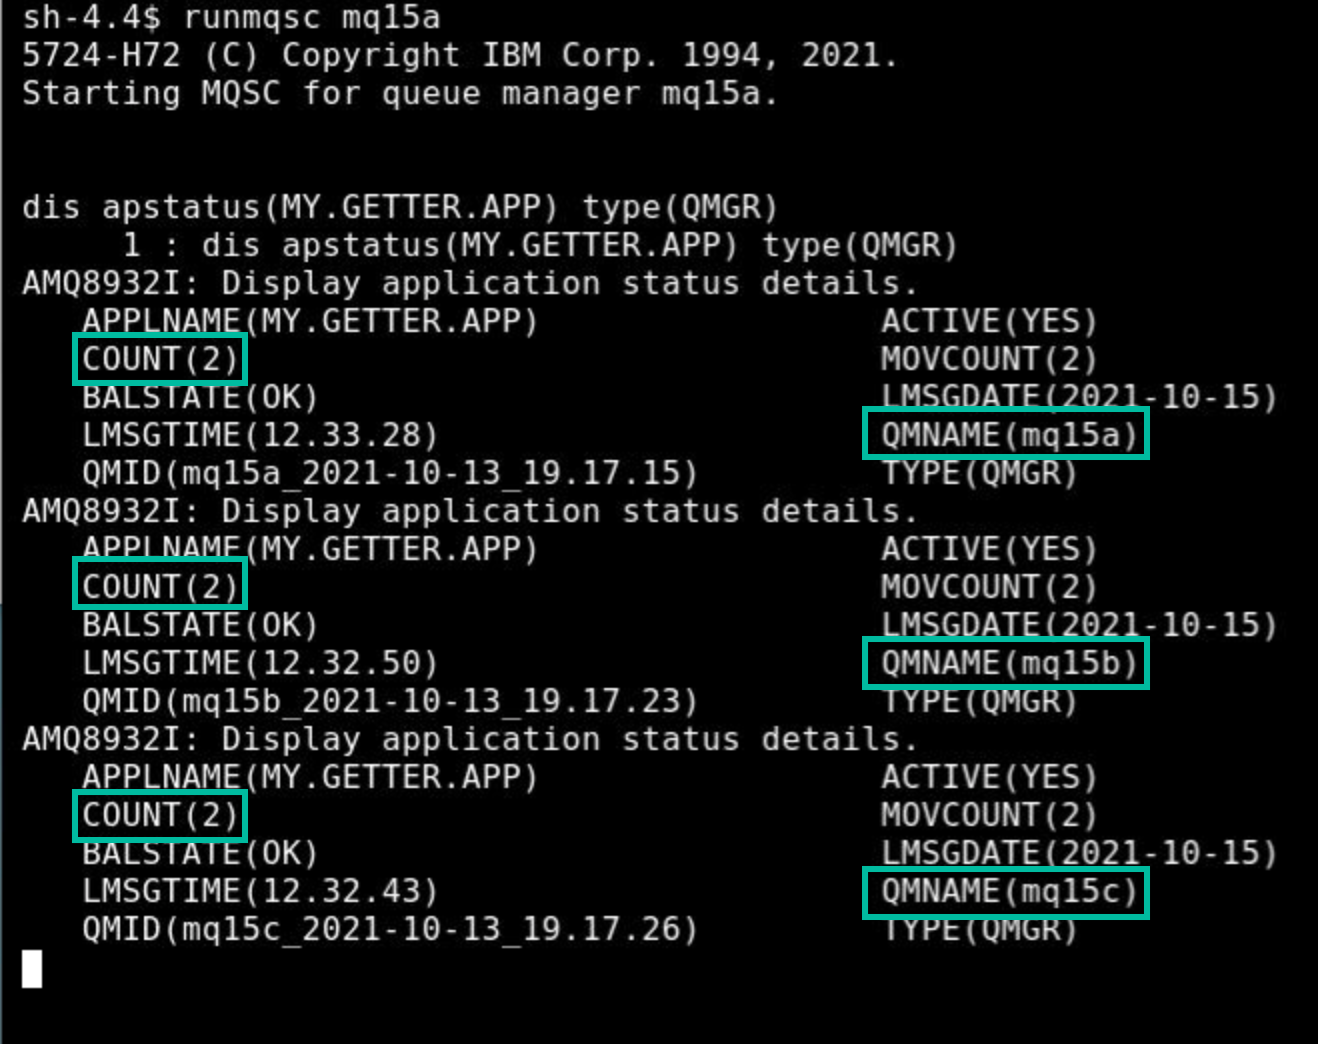 sh-4.4$ runmqsc mq15a
5724-H72 (C) Copyright IBM Corp. 1994, 2021.
Starting MQSC for queue manager mq15a.
dis apstatus(MY.GETTER.APP) type(QMGR)
1 : dis apstatus(MY.GETTER.APP) type(QMGR)
AMQ8932I: Display application status details.
APPLNAME(MY.GETTER.APP) ACTIVE(YES)
COUNT(2) MOVCOUNT(2)
BALSTATE(OK) LMSGDATE(2021-10-15)
LMSGTIME(12.33.28) QMNAME(mq15a)
QMID(mq15a_2021-10-13_19.17.15) TYPE(QMGR)
AMQ8932I: Display application status details.
APPLNAME(MY.GETTER.APP) ACTIVE(YES)
COUNT(2) MOVCOUNT(2)
BALSTATE(OK) LMSGDATE(2021-10-15)
LMSGTIME(12.32.50) QMNAME(mq15b)
QMID(mq15b_2021-10-13_19.17.23) TYPE(QMGR)
AMQ8932I: Display application status details.
APPLNAME(MY.GETTER.APP) ACTIVE(YES)
COUNT(2) MOVCOUNT(2)
BALSTATE(OK) LMSGDATE(2021-10-15)
LMSGTIME(12.32.43) QMNAME(mq15c)
QMID(mq15c_2021-10-13_19.17.26) TYPE(QMGR)